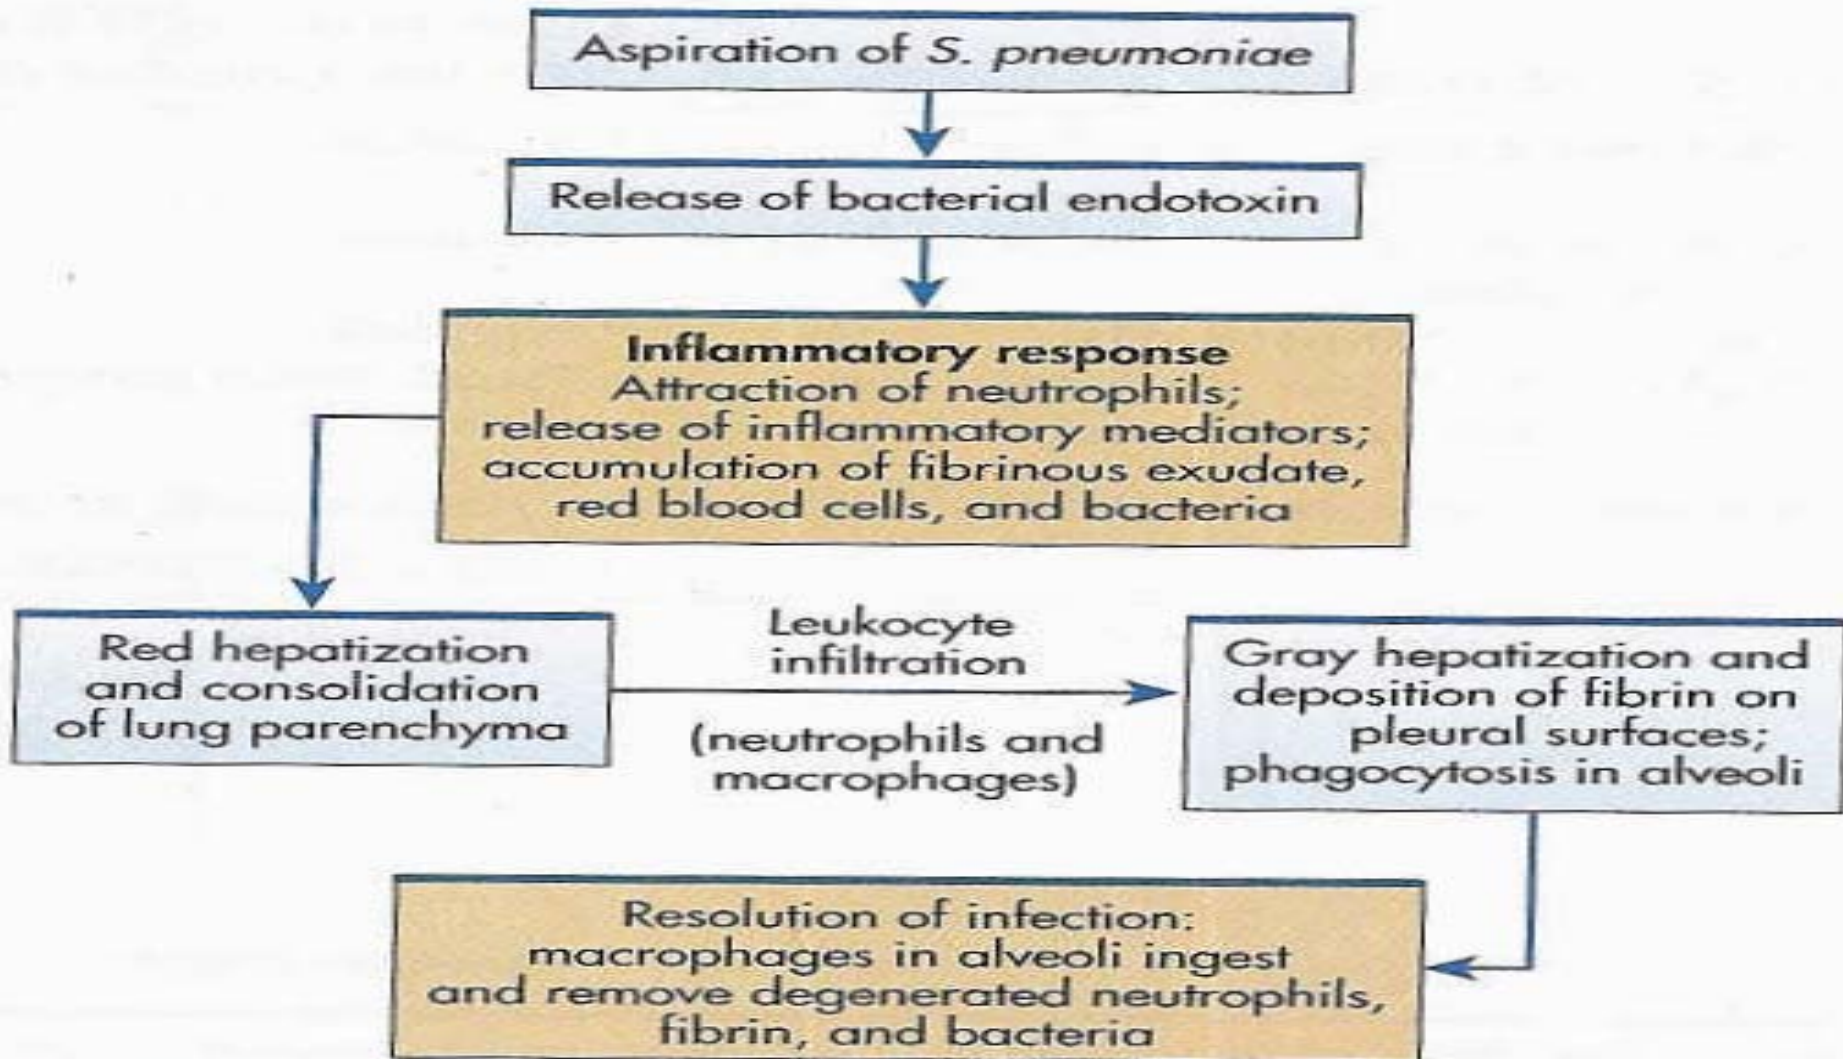 Aspiration of S. pneumoniae
Release of bacterial endotoxin
Inflammatory response
Attraction of neutrophils;
release of inflammatory mediators;
accumulation of fibrinous exudate,
red blood cells, and bacteria
Red hepatization
and consolidation
of lung parenchyma
Leukocyte
infiltration
(neutrophils and
macrophages)
Gray hepatization and
deposition of fibrin on
pleural surfaces;
phagocytosis in alveoli
Resolution of infection:
macrophages in alveoli ingest
and remove degenerated neutrophils,
fibrin, and bacteria